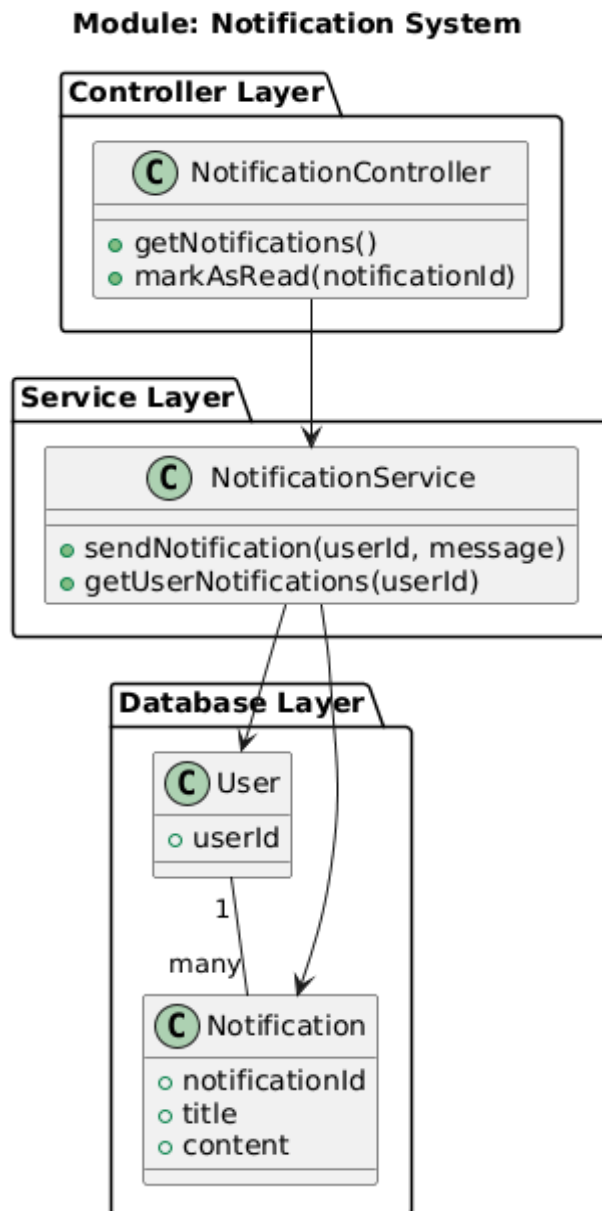 Module: Notification System
Controller Layer
C NotificationController
getNotifications()
markAsRead(notificationId)
Service Layer
C NotificationService
sendNotification(userId, message)
getUserNotifications(userId)
Database Layer
C User
userId
1
many
C Notification
notificationId
title
content